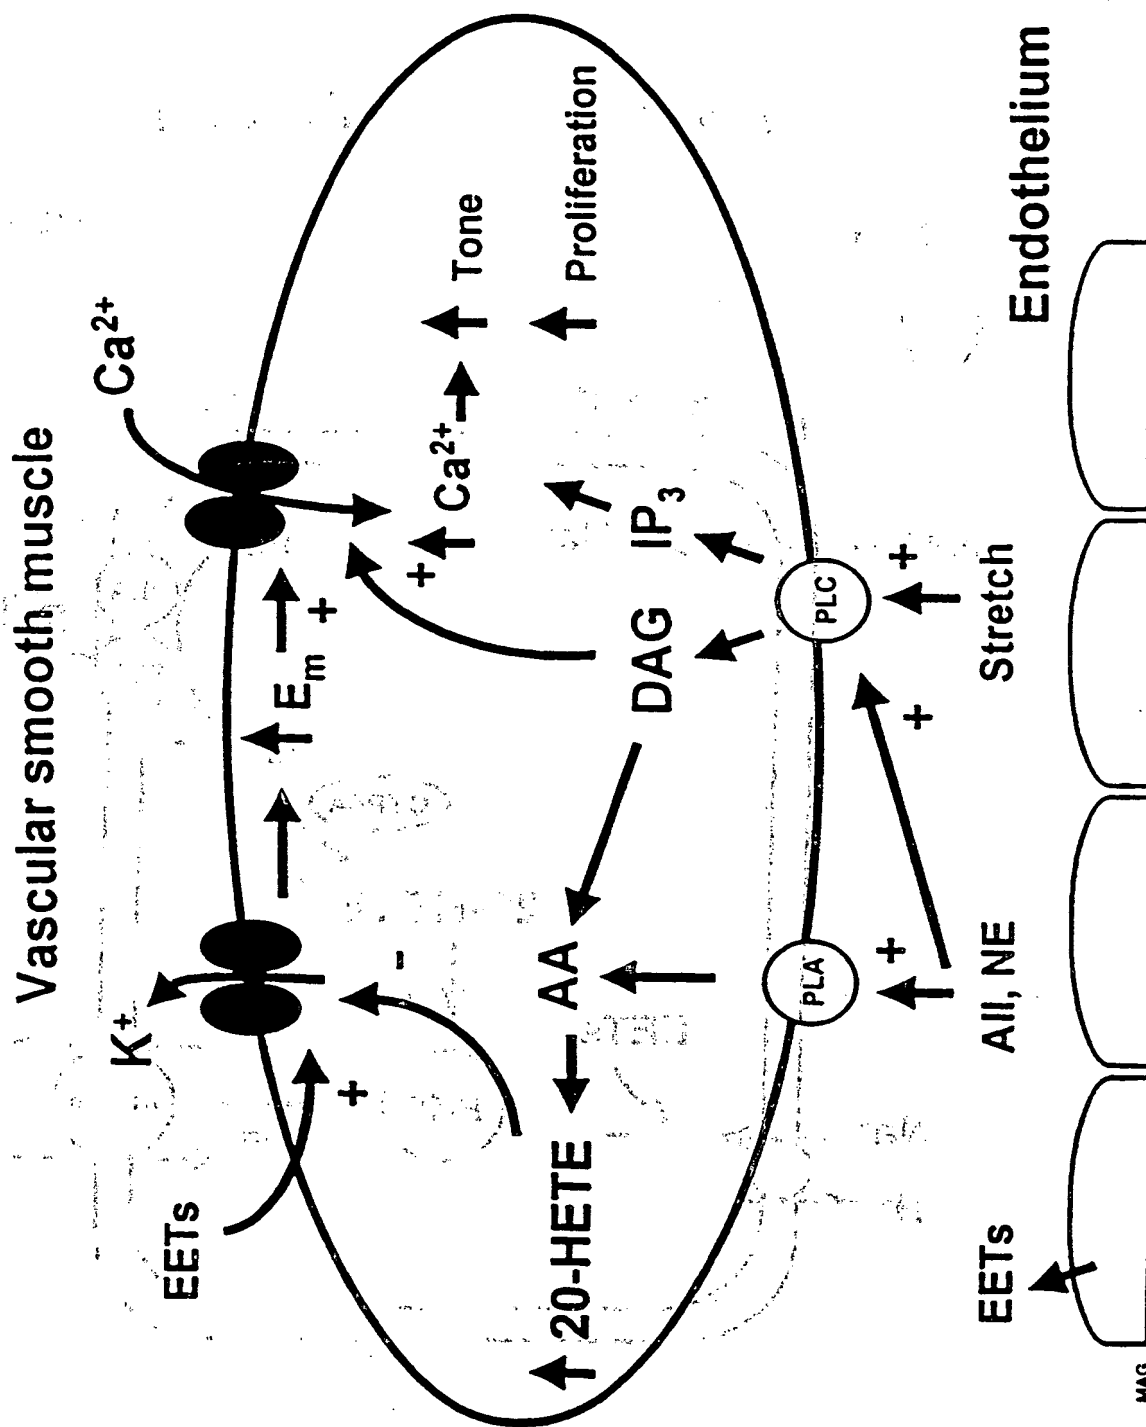 Vascular smooth muscle
EETs
K⁺
Ca²⁺
+
Eₘ
+
-
+
Ca²⁺
Tone
20-HETE
AA
DAG
IP₃
Proliferation
PLA
PLC
+
+
+
EETs
AII, NE
Stretch
Endothelium
MAG